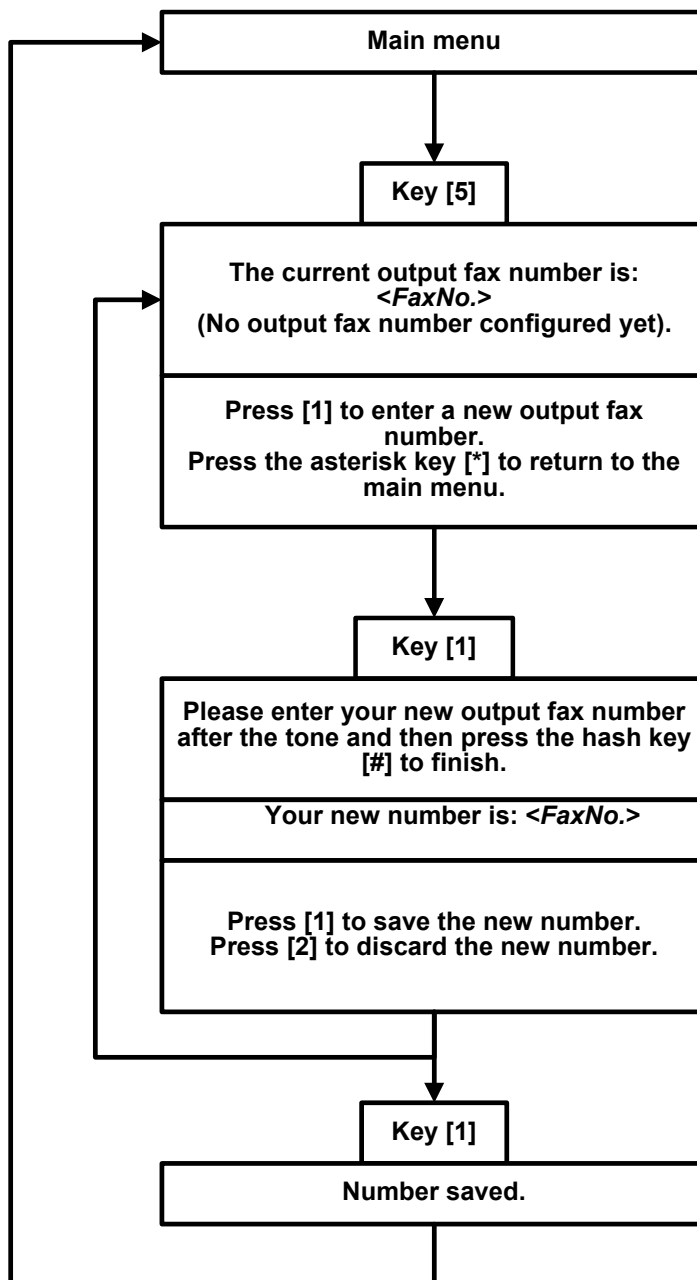 Main menu
Key [5]
The current output fax number is:
<FaxNo.>
(No output fax number configured yet).
Press [1] to enter a new output fax
number.
Press the asterisk key [*] to return to the
main menu.
Key [1]
Please enter your new output fax number
after the tone and then press the hash key
[#] to finish.
Your new number is: <FaxNo.>
Press [1] to save the new number.
Press [2] to discard the new number.
Key [1]
Number saved.